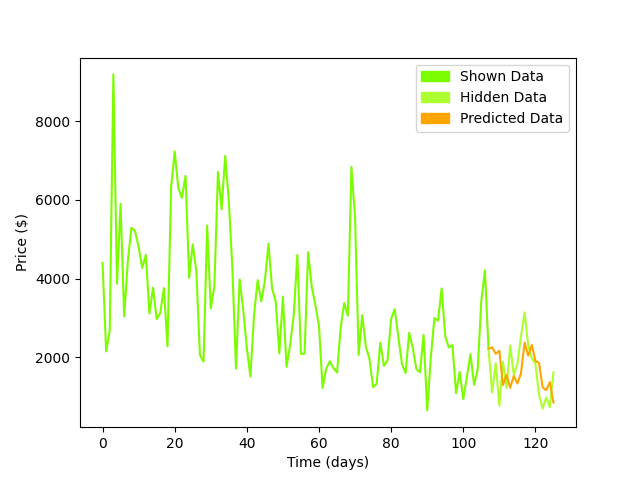 Shown Data
Hidden Data
Predicted Data
8000
6000
4000
2000
Price ($)
0
20
40
60
80
100
120
Time (days)